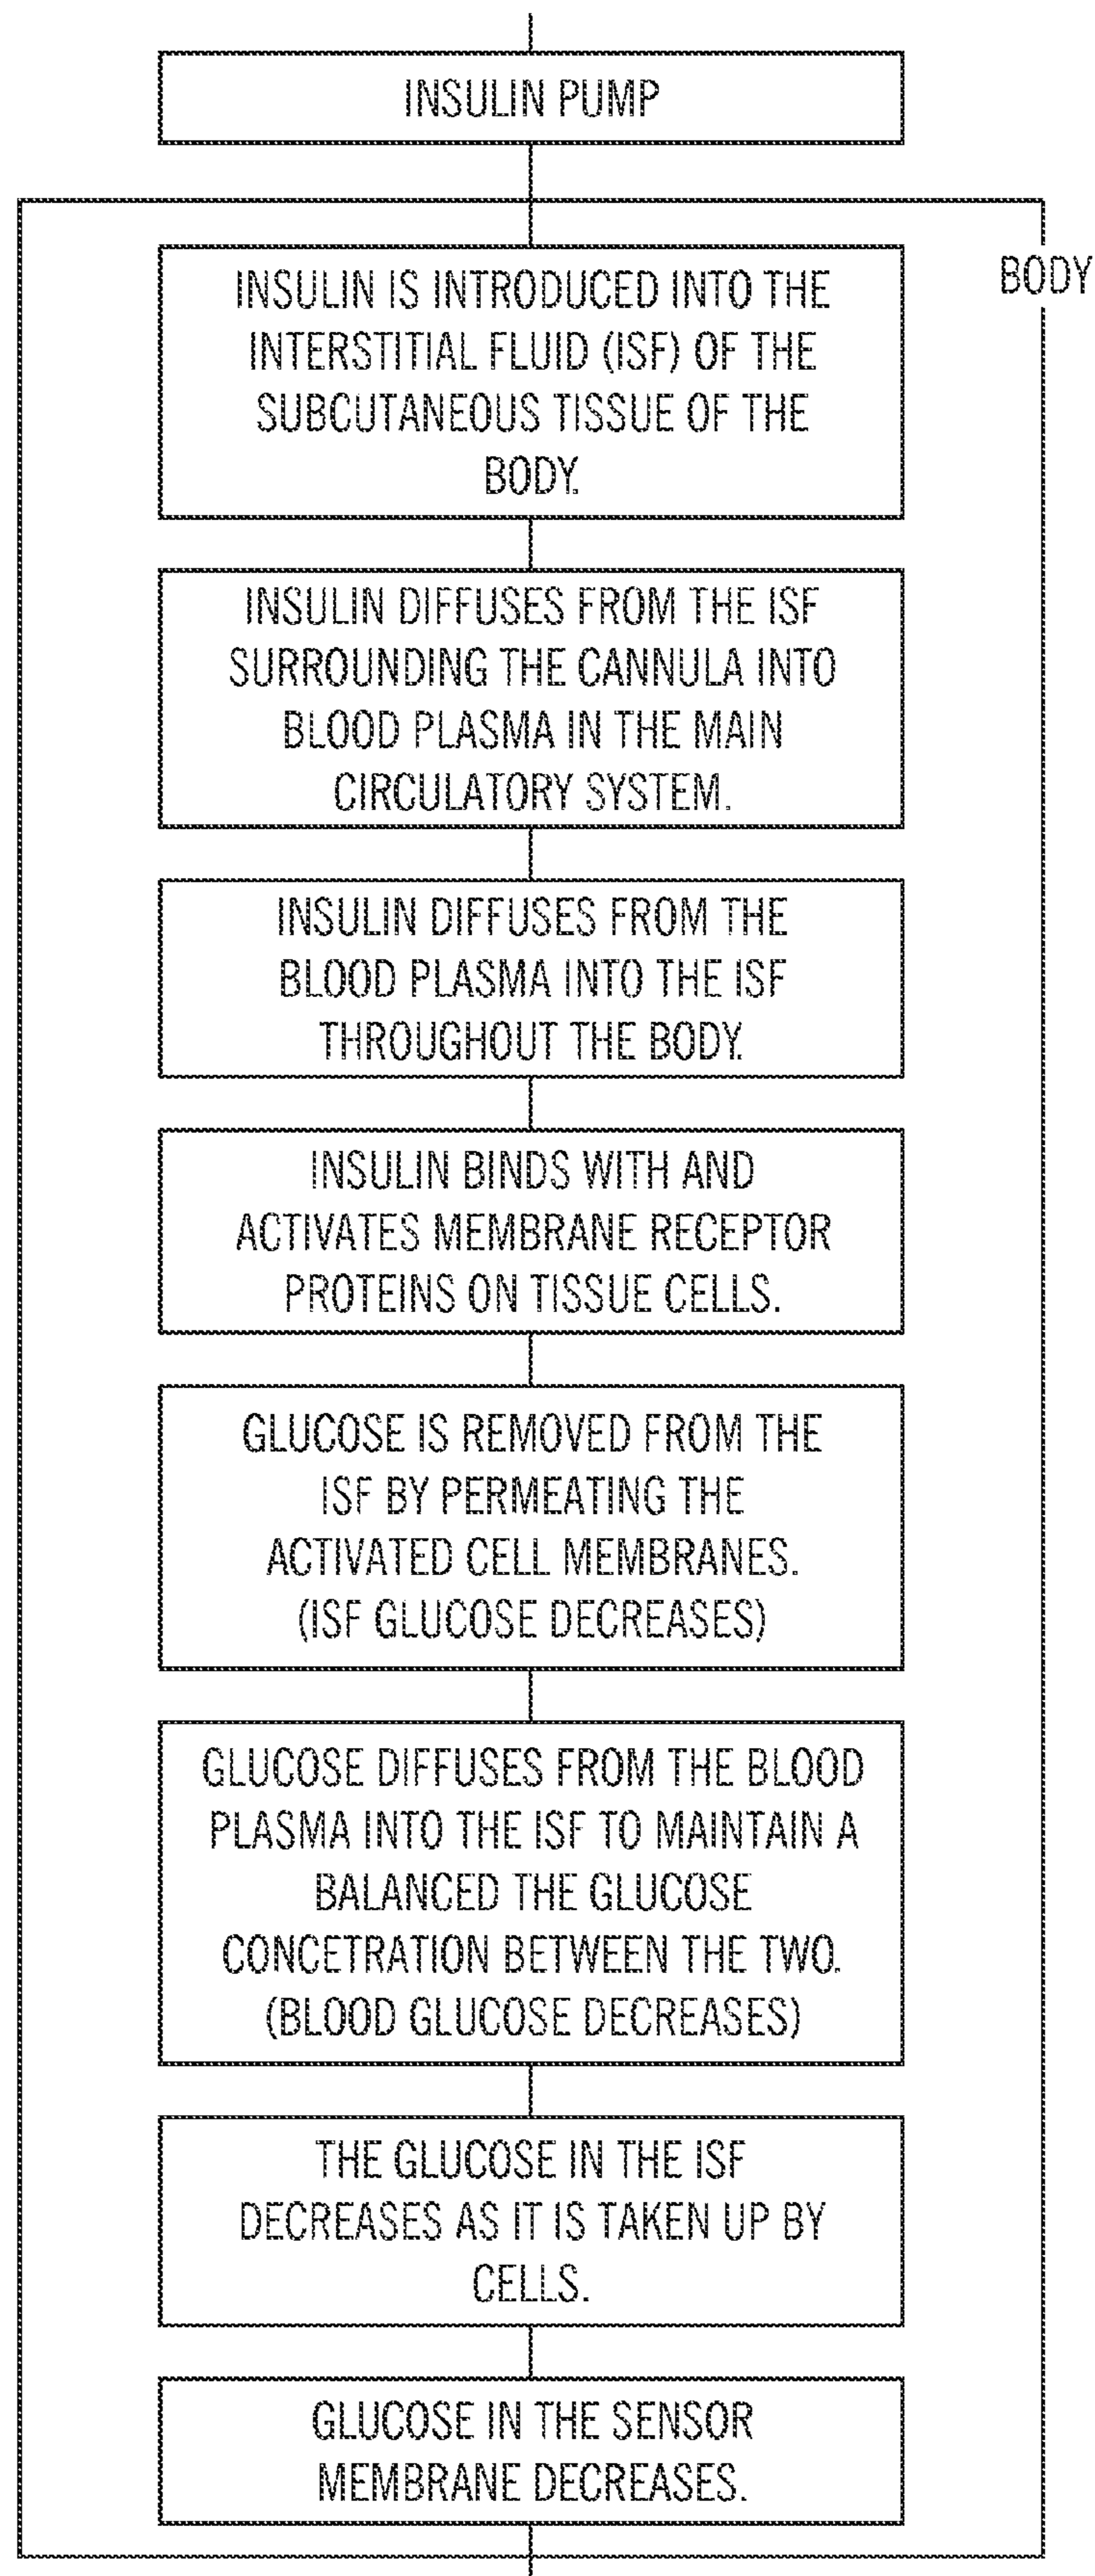 INSULIN PUMP
BODY
INSULIN IS INTRODUCED INTO THE
INTERSTITIAL FLUID (ISF) OF THE
SUBCUTANEOUS TISSUE OF THE
BODY.
INSULIN DIFFUSES FROM THE ISF
SURROUNDING THE CANNULA INTO
BLOOD PLASMA IN THE MAIN
CIRCULATORY SYSTEM.
INSULIN DIFFUSES FROM THE
BLOOD PLASMA INTO THE ISF
THROUGHOUT THE BODY.
INSULIN BINDS WITH AND
ACTIVATES MEMBRANE RECEPTOR
PROTEINS ON TISSUE CELLS.
GLUCOSE IS REMOVED FROM THE
ISF BY PERMEATING THE
ACTIVATED CELL MEMBRANES.
(ISF GLUCOSE DECREASES)
GLUCOSE DIFFUSES FROM THE BLOOD
PLASMA INTO THE ISF TO MAINTAIN A
BALANCED THE GLUCOSE
CONCETRATION BETWEEN THE TWO.
(BLOOD GLUCOSE DECREASES)
THE GLUCOSE IN THE ISF
DECREASES AS IT IS TAKEN UP BY
CELLS.
GLUCOSE IN THE SENSOR
MEMBRANE DECREASES.